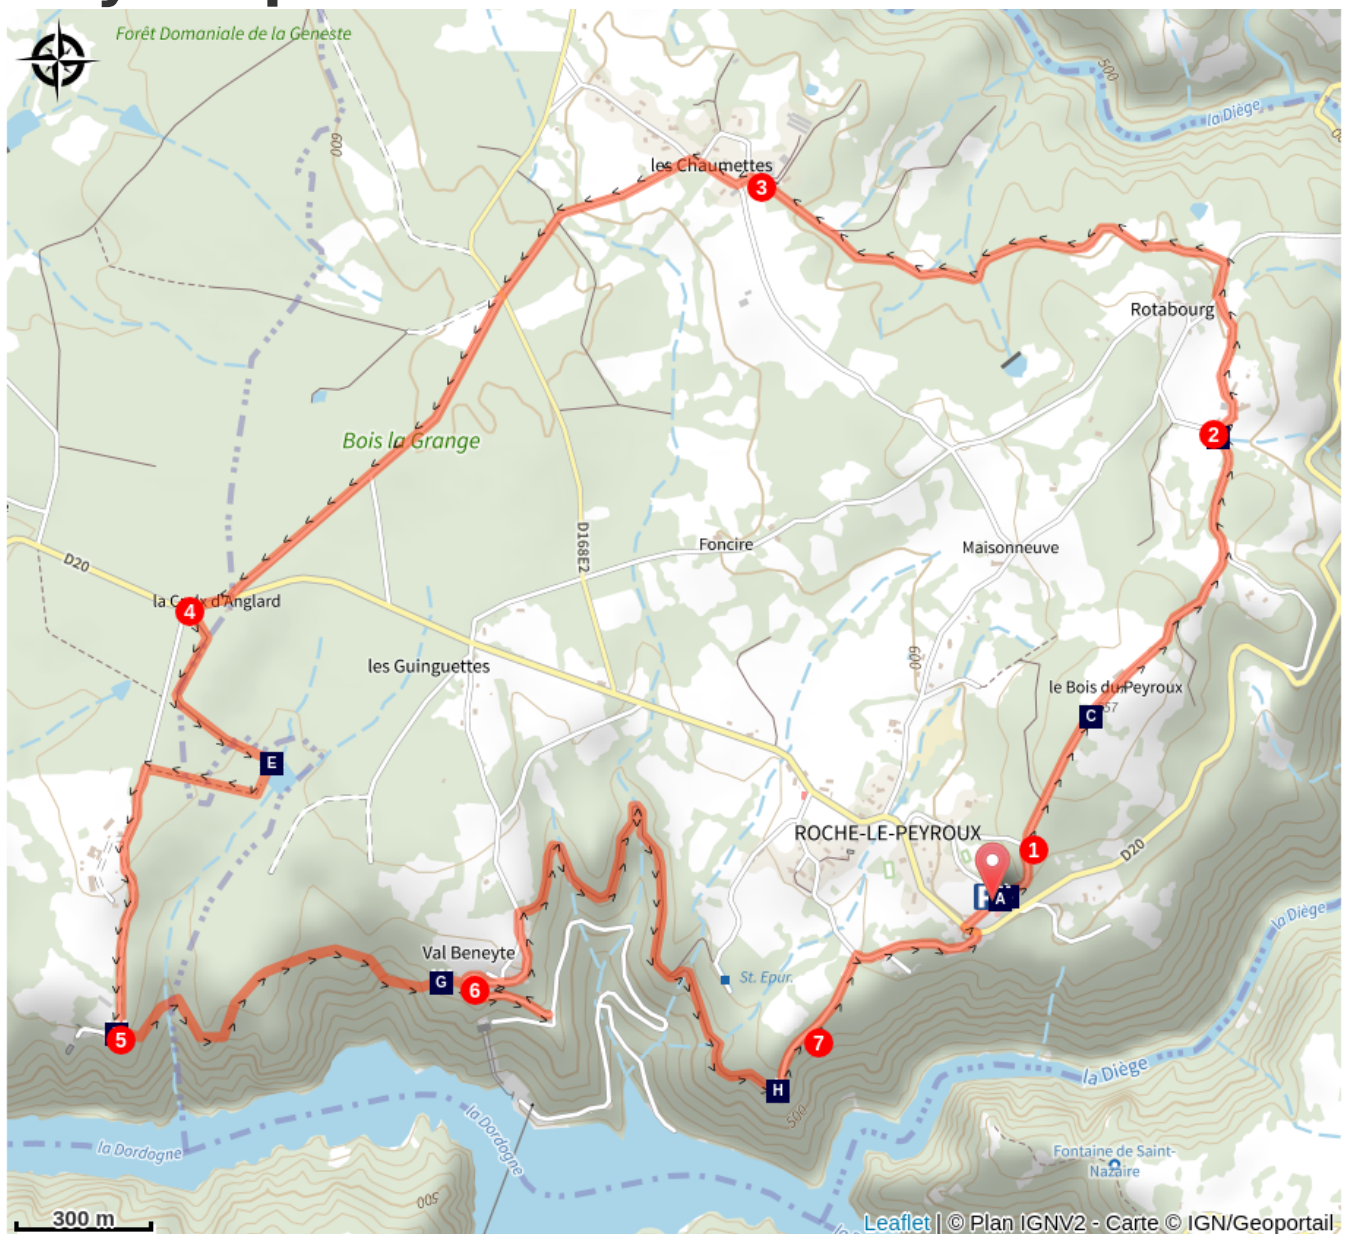 Forêt Domaniale de la Geneste
500
la Diège
600
les Chaumettes
3
Rotabourg
2
Bois la Grange
D168E2
Foncire
Maisonneuve
D20
la Croix d'Anglard
4
les Guinguettes
600
le Bois du Peyroux
C
57
E
ROCHE-LE-PEYROUX
1
D20
P
A
la Diège
Val Beneyte
G
6
St. Epur.
5
7
la Diège
H
500
la Dordogne
la Dordogne
Fontaine de Saint-
Nazaire
500
300 m
Leaflet | © Plan IGNV2 - Carte © IGN/Geoportail